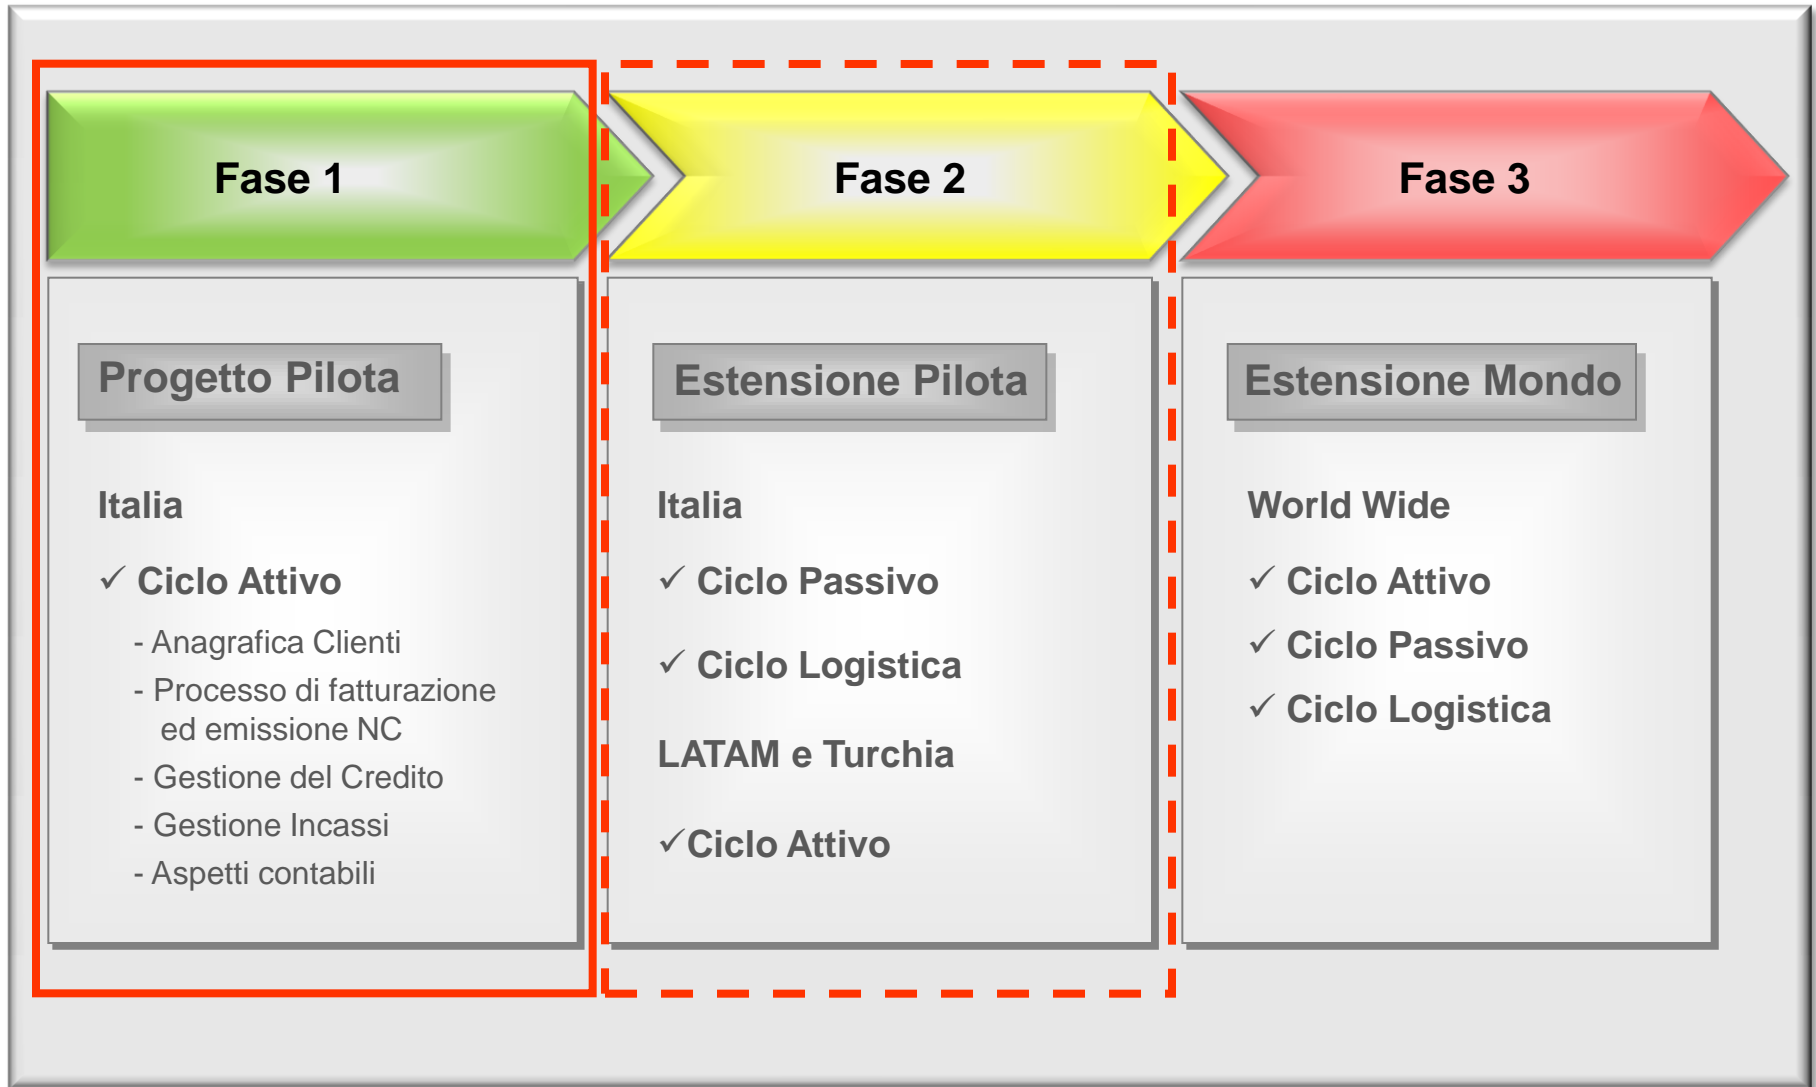 Fase 1
Progetto Pilota
Italia
✓ Ciclo Attivo
- Anagrafica Clienti
- Processo di fatturazione
ed emissione NC
- Gestione del Credito
- Gestione Incassi
- Aspetti contabili
Fase 2
Estensione Pilota
Italia
✓ Ciclo Passivo
✓ Ciclo Logistica
LATAM e Turchia
✓Ciclo Attivo
Fase 3
Estensione Mondo
World Wide
✓ Ciclo Attivo
✓ Ciclo Passivo
✓ Ciclo Logistica